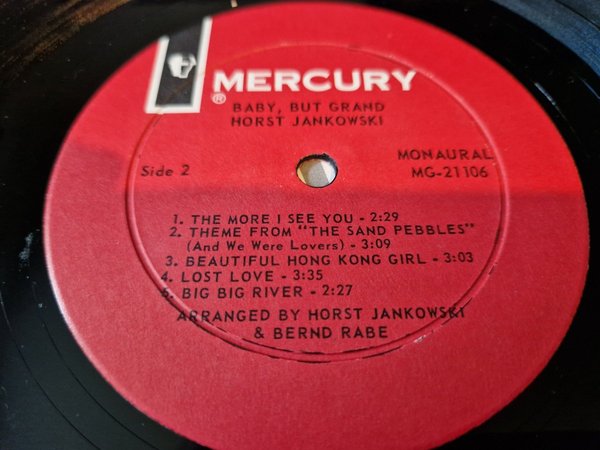 MERCURY
®
BABY, BUT GRAND
HORST JANKOWSKI
Side 2
MONAURAL
MG-21106
1. THE MORE I SEE YOU - 2:29
2. THEME FROM "THE SAND PEBBLES"
(And We Were Lovers) - 3:09
3. BEAUTIFUL HONG KONG GIRL - 3:03
4. LOST LOVE - 3:35
5. BIG BIG RIVER - 2:27
ARRANGED BY HORST JANKOWSKI
& BERND RABE